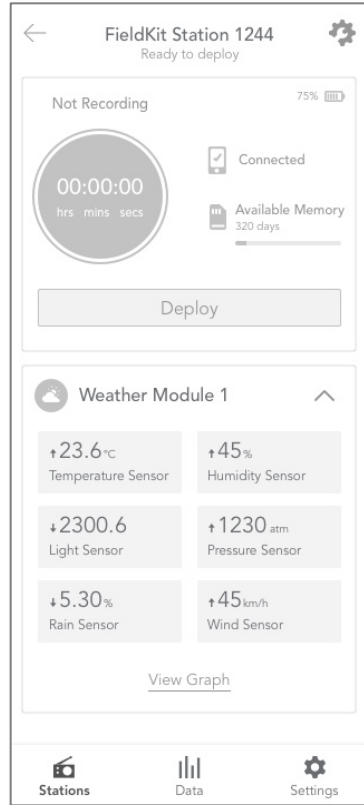 FieldKit Station 1244
Ready to deploy
Not Recording
75%
00:00:00
hrs mins secs
Connected
Available Memory
320 days
Deploy
Weather Module 1
↑23.6 °C
Temperature Sensor
↑45 %
Humidity Sensor
↓2300.6
Light Sensor
↑1230 atm
Pressure Sensor
↓5.30 %
Rain Sensor
↑45 km/h
Wind Sensor
View Graph
Stations
Data
Settings